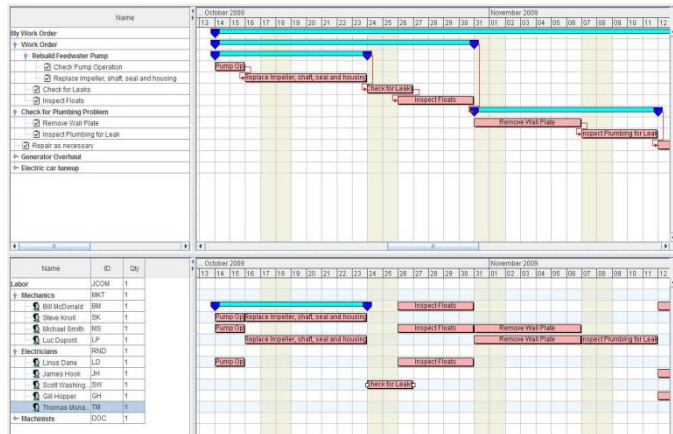 Name
... October 2009
November 2009
13 14 15 16 17 18 19 20 21 22 23 24 25 26 27 28 29 30 31 01 02 03 04 05 06 07 08 09 10 11 12
My Work Order
Work Order
Rebuild Feedwater Pump
Check Pump Operation
Pump Op
Replace Impeller, shaft, seal and housing
Replace Impeller, shaft, seal and housing
Check for Leaks
Check for Leaks
Inspect Floats
Inspect Floats
Check for Plumbing Problem
Remove Wall Plate
Remove Wall Plate
Inspect Plumbing for Leak
Inspect Plumbing for Leak
Repair as necessary
Generator Overhaul
Electric car tuneup
Name ID Qty
... October 2009
November 2009
13 14 15 16 17 18 19 20 21 22 23 24 25 26 27 28 29 30 31 01 02 03 04 05 06 07 08 09 10 11 12
Labor JCOM 1
Mechanics MKT 1
Bill McDonald BM 1 Inspect Floats
Steve Knoll SK 1 Pump Op Replace Impeller, shaft, seal and housing
Michael Smith MS 1 Pump Op Inspect Floats Remove Wall Plate
Luc Dupont LP 1 Replace Impeller, shaft, seal and housing Remove Wall Plate Inspect Plumbing for Leak
Electricians RND 1
Linus Dane LD 1 Pump Op Inspect Floats
James Hook JH 1
Scott Washing... SW 1 Check for Leaks
Gill Hopper GH 1
Thomas Mona... TM 1
Machinists DOC 1